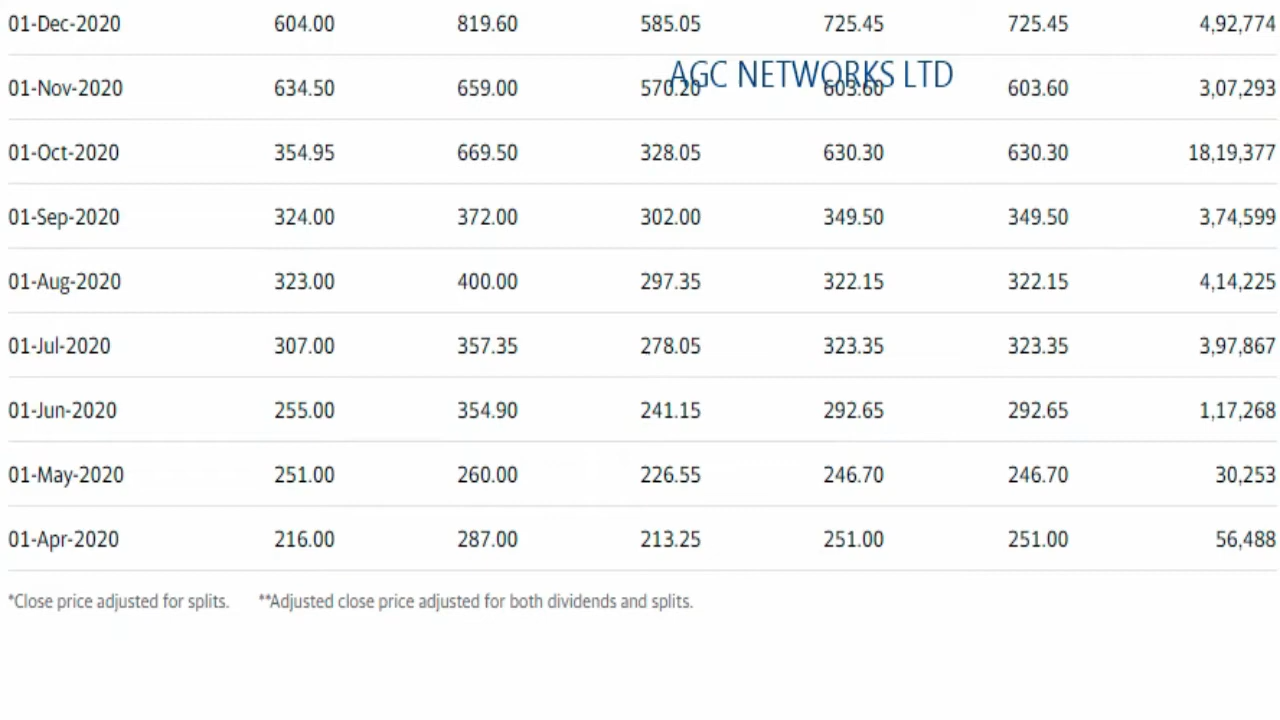 01-Dec-2020 604.00 819.60 585.05 725.45 725.45 4,92,774
AGC NETWORKS LTD
01-Nov-2020 634.50 659.00 570.20 603.60 603.60 3,07,293
01-Oct-2020 354.95 669.50 328.05 630.30 630.30 18,19,377
01-Sep-2020 324.00 372.00 302.00 349.50 349.50 3,74,599
01-Aug-2020 323.00 400.00 297.35 322.15 322.15 4,14,225
01-Jul-2020 307.00 357.35 278.05 323.35 323.35 3,97,867
01-Jun-2020 255.00 354.90 241.15 292.65 292.65 1,17,268
01-May-2020 251.00 260.00 226.55 246.70 246.70 30,253
01-Apr-2020 216.00 287.00 213.25 251.00 251.00 56,488
*Close price adjusted for splits. **Adjusted close price adjusted for both dividends and splits.